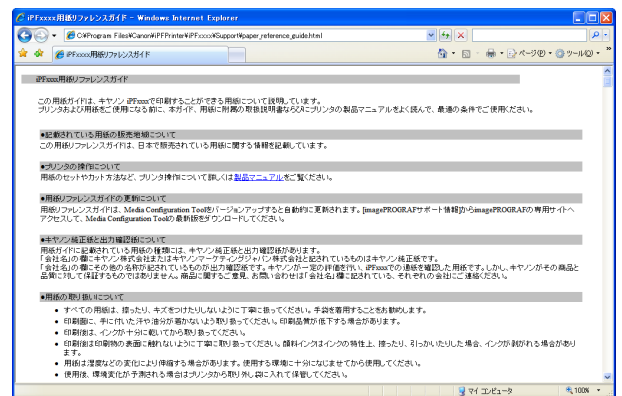 iPFxxxx用紙リファレンスガイド - Windows Internet Explorer
C:¥Program Files¥Canon¥iPFPrinter¥iPFxxxx¥Support¥paper_reference_guide.html
iPFxxxx用紙リファレンスガイド
ページ(P)
ツール(O)
iPFxxxx用紙リファレンスガイド
この用紙ガイドは、キヤノン iPFxxxxで印刷することができる用紙について説明しています。
プリンタおよび用紙をご使用になる前に、本ガイド、用紙に附属の取扱説明書ならびにプリンタの製品マニュアルをよく読んで、最適の条件でご使用ください。
●記載されている用紙の販売地域について
この用紙ガイドは、日本で販売されている用紙に関する情報を記載しています。
●プリンタの操作について
用紙のセットやカット方法など、プリンタ操作について詳しくは製品マニュアルをご覧ください。
●用紙リファレンスガイドの更新について
用紙リファレンスガイドは、Media Configuration Toolをバージョンアップすると自動的に更新されます。[imagePROGRAFサポート情報]からimagePROGRAFの専用サイトへ
アクセスして、Media Configuration Toolの最新版をダウンロードしてください。
●キヤノン純正紙と出力確認紙について
用紙ガイドに記載されている用紙の種類には、キヤノン純正紙と出力確認紙があります。
「会社名」の欄にキヤノン株式会社またはキヤノンマーケティングジャパン株式会社と記されているものはキヤノン純正紙です。
「会社名」の欄にその他の名称が記されているものが出力確認紙です。キヤノンが一定の評価を行い、iPFxxxxでの通紙を確認した用紙です。しかし、キヤノンがその商品と
品質に対して保証するものではありません。商品に関するご意見、お問い合わせは「会社名」欄に記されている、それぞれの会社にご連絡ください。
●用紙の取り扱いについて
• すべての用紙は、擦ったり、キズをつけたりしないように丁寧に扱ってください。手袋を着用することをお勧めします。
• 印刷面に、手に付いた汗や油分が着かないよう取り扱ってください。印刷品質が低下する場合があります。
• 印刷後は、インクが十分に乾いてから取り扱ってください。
• 印刷後は印刷物の表面に触れないように丁寧に取り扱ってください。顔料インクはインクの特性上、擦ったり、引っかいたりした場合、インクが剥がれる場合があり
ます。
• 用紙は湿度などの変化により伸縮する場合があります。使用する環境に十分になじませてから使用してください。
• 使用後、環境変化が予測される場合はプリンタから取り外し袋に入れて保管してください。
マイ コンピュータ
100%